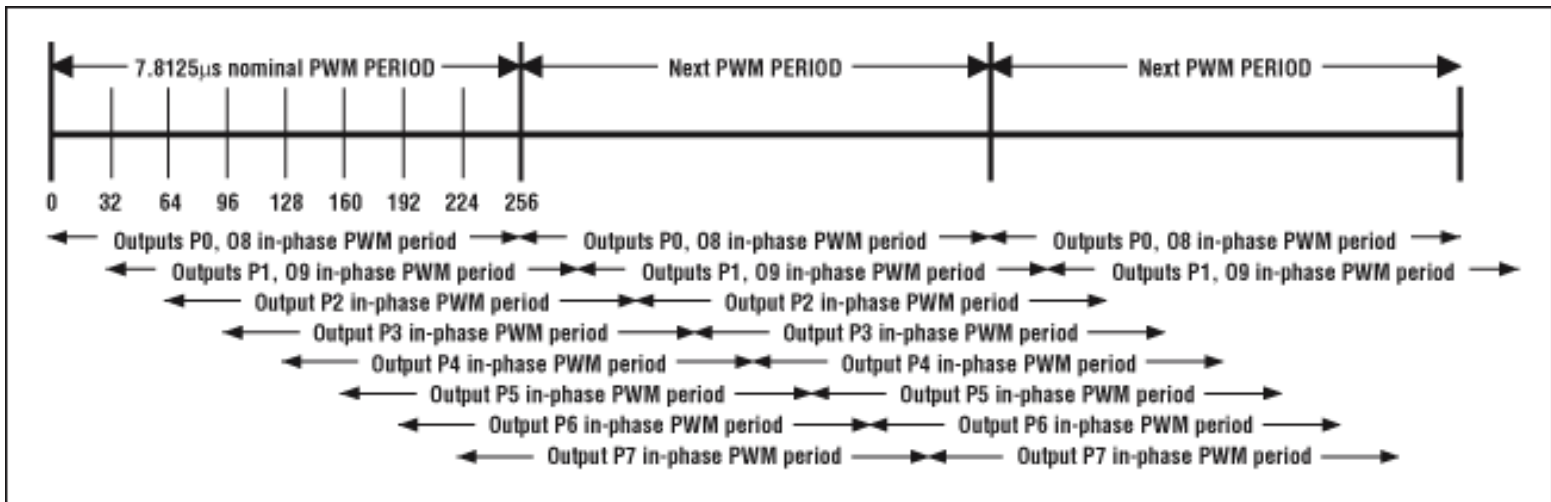 7.8125µs nominal PWM PERIOD Next PWM PERIOD Next PWM PERIOD
0 32 64 96 128 160 192 224 256
Outputs P0, O8 in-phase PWM period Outputs P0, O8 in-phase PWM period Outputs P0, O8 in-phase PWM period
Outputs P1, O9 in-phase PWM period Outputs P1, O9 in-phase PWM period Outputs P1, O9 in-phase PWM period
Output P2 in-phase PWM period Output P2 in-phase PWM period
Output P3 in-phase PWM period Output P3 in-phase PWM period
Output P4 in-phase PWM period Output P4 in-phase PWM period
Output P5 in-phase PWM period Output P5 in-phase PWM period
Output P6 in-phase PWM period Output P6 in-phase PWM period
Output P7 in-phase PWM period Output P7 in-phase PWM period